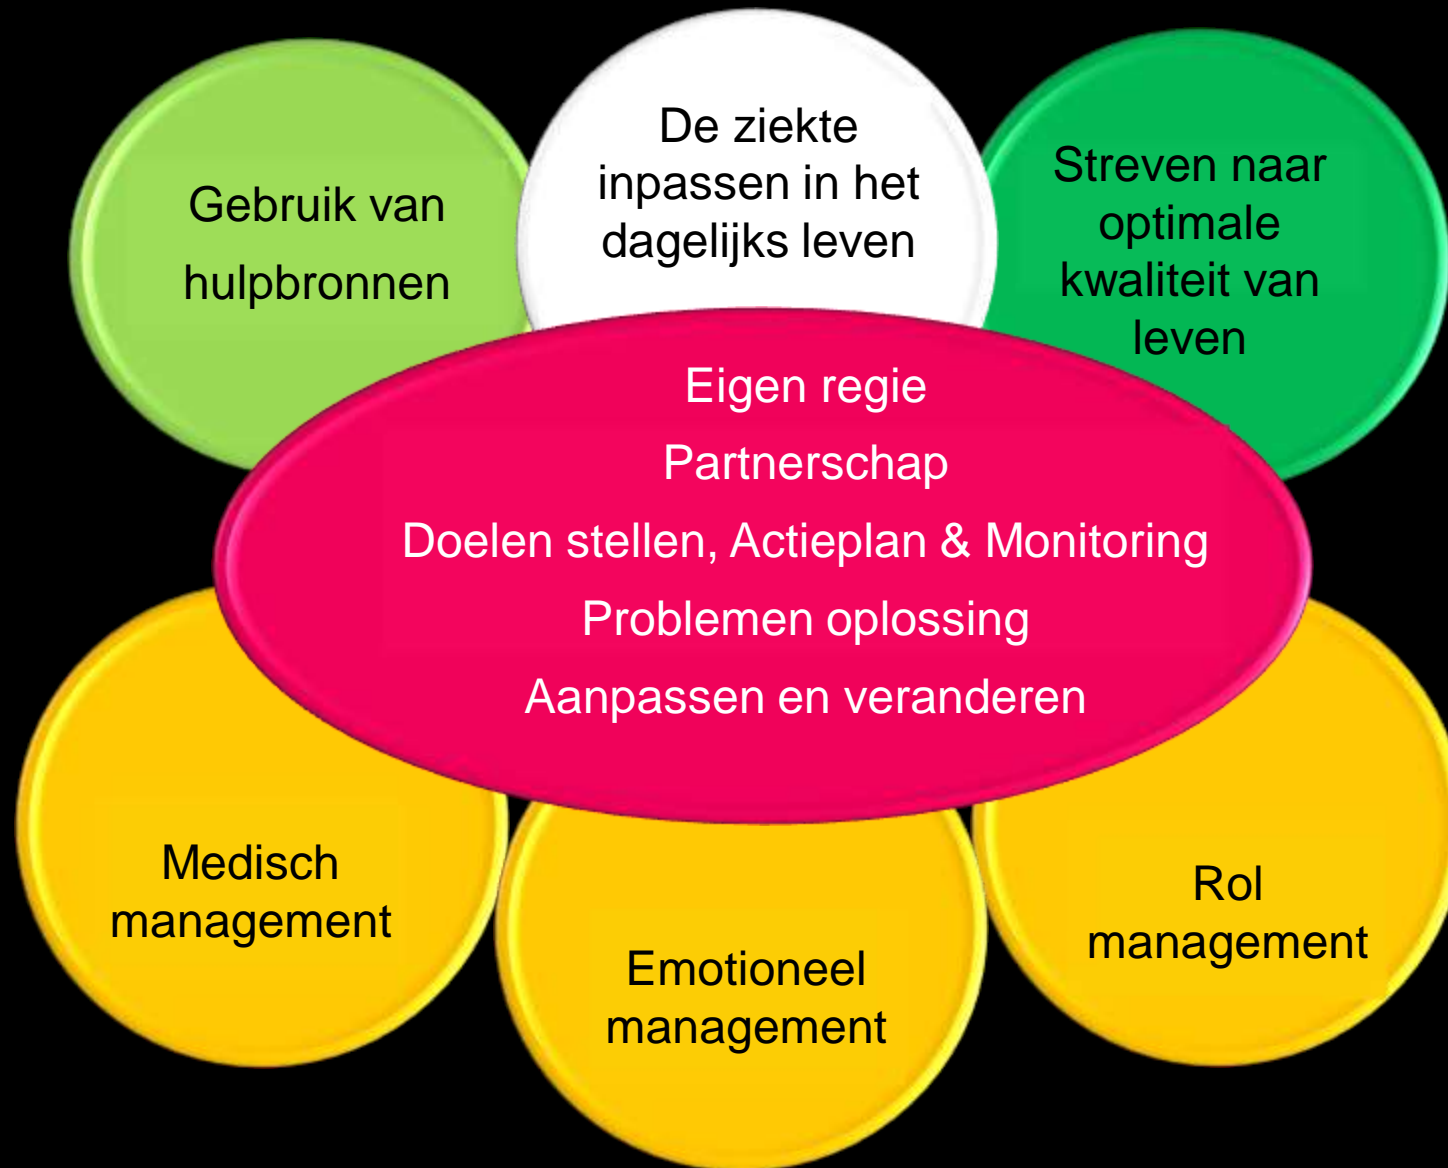 Gebruik van
hulpbronnen
De ziekte
inpassen in het
dagelijks leven
Streven naar
optimale
kwaliteit van
leven
Eigen regie
Partnerschap
Doelen stellen, Actieplan & Monitoring
Problemen oplossing
Aanpassen en veranderen
Medisch
management
Emotioneel
management
Rol
management